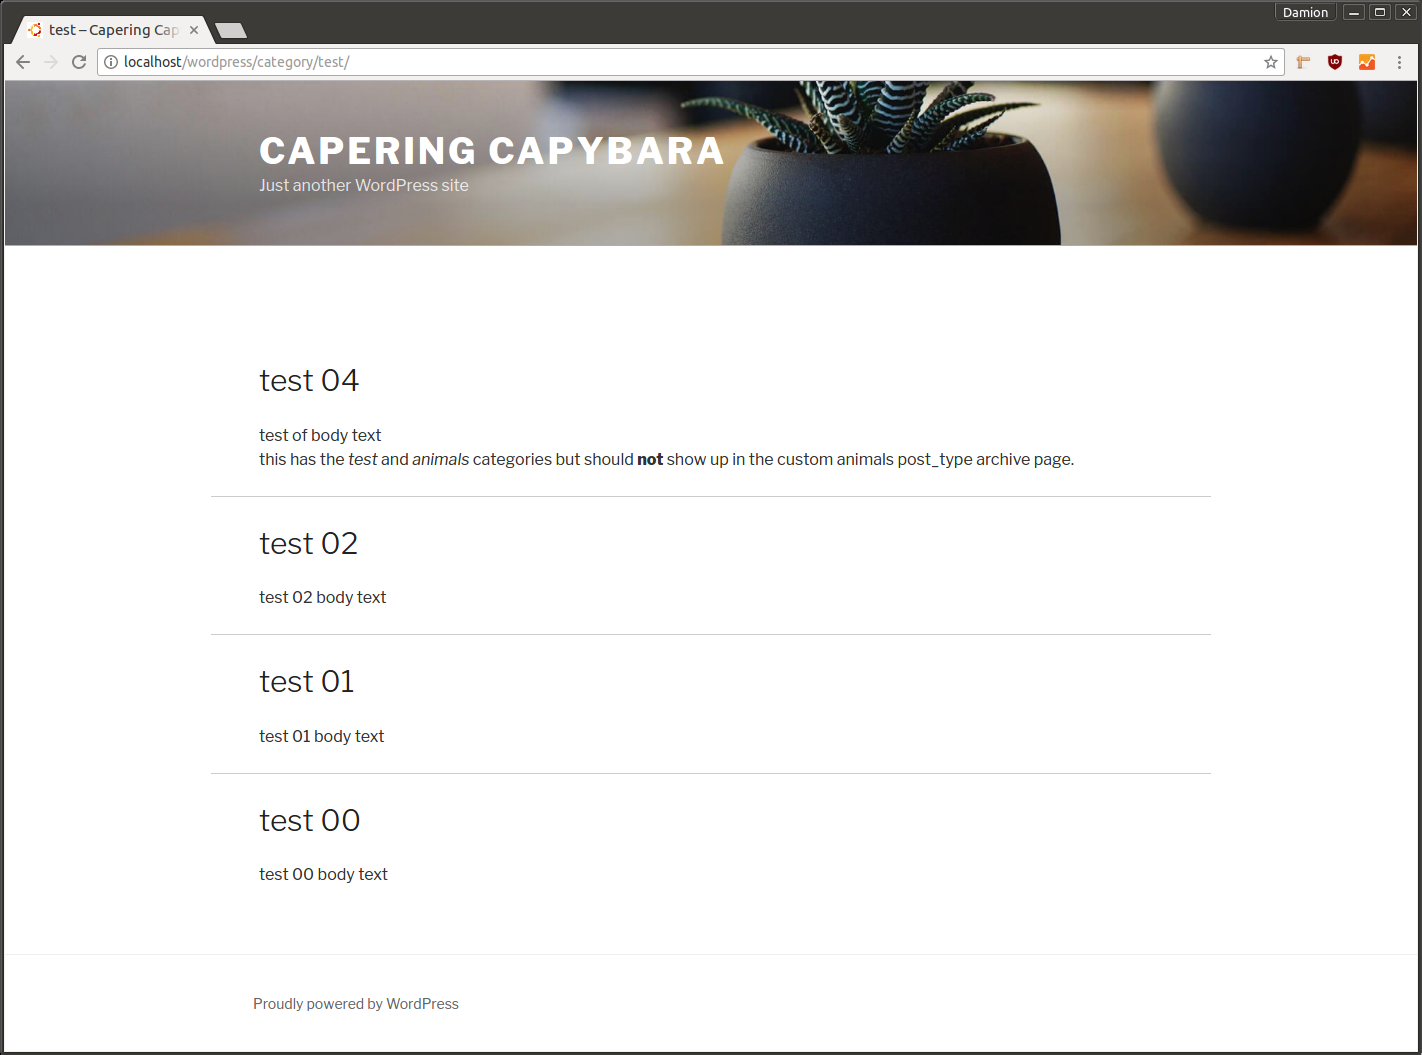 Damion
test – Capering Cap
localhost/wordpress/category/test/
CAPERING CAPYBARA
Just another WordPress site
test 04
test of body text
this has the test and animals categories but should not show up in the custom animals post_type archive page.
test 02
test 02 body text
test 01
test 01 body text
test 00
test 00 body text
Proudly powered by WordPress